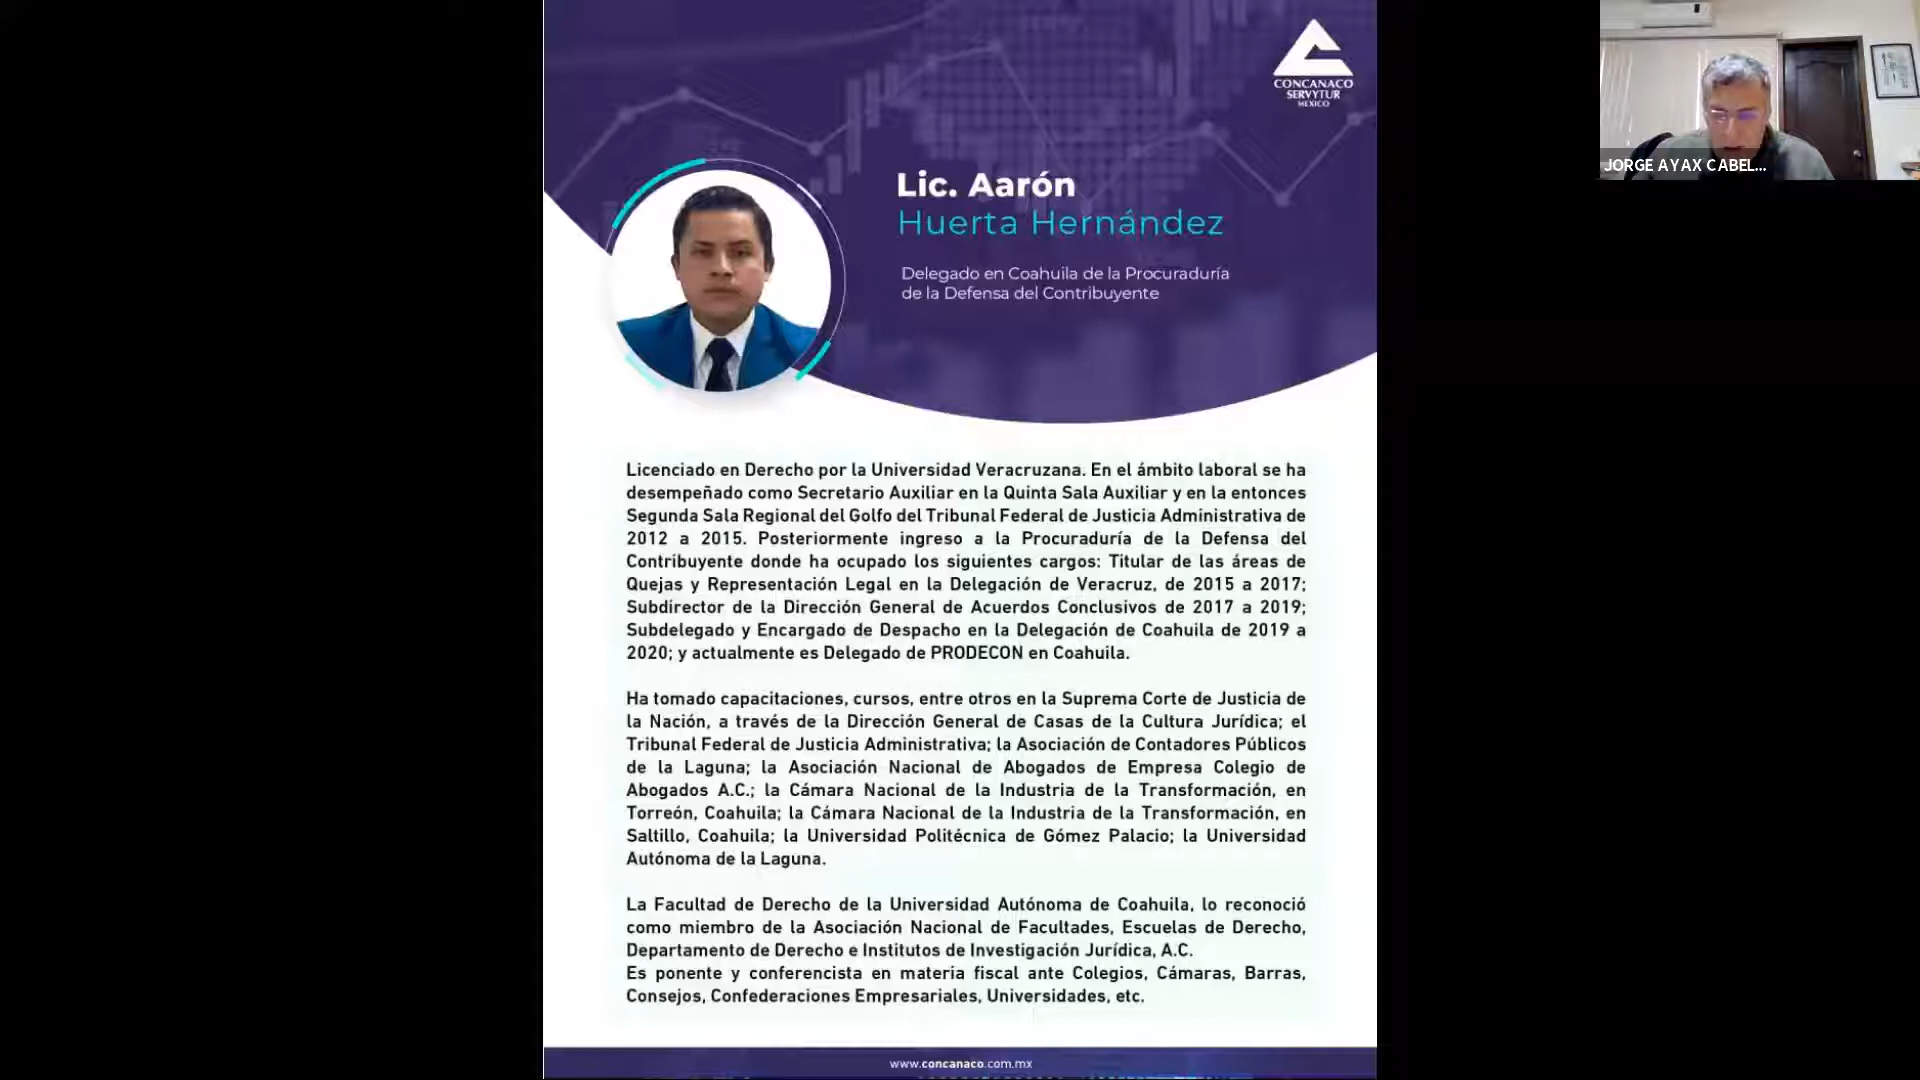 CONCANACO
SERVYTUR
MEXICO
JORGE AYAX CABEL...
Lic. Aarón
Huerta Hernández
Delegado en Coahuila de la Procuraduría
de la Defensa del Contribuyente
Licenciado en Derecho por la Universidad Veracruzana. En el ámbito laboral se ha
desempeñado como Secretario Auxiliar en la Quinta Sala Auxiliar y en la entonces
Segunda Sala Regional del Golfo del Tribunal Federal de Justicia Administrativa de
2012 a 2015. Posteriormente ingreso a la Procuraduría de la Defensa del
Contribuyente donde ha ocupado los siguientes cargos: Titular de las áreas de
Quejas y Representación Legal en la Delegación de Veracruz, de 2015 a 2017;
Subdirector de la Dirección General de Acuerdos Conclusivos de 2017 a 2019;
Subdelegado y Encargado de Despacho en la Delegación de Coahuila de 2019 a
2020; y actualmente es Delegado de PRODECON en Coahuila.
Ha tomado capacitaciones, cursos, entre otros en la Suprema Corte de Justicia de
la Nación, a través de la Dirección General de Casas de la Cultura Jurídica; el
Tribunal Federal de Justicia Administrativa; la Asociación de Contadores Públicos
de la Laguna; la Asociación Nacional de Abogados de Empresa Colegio de
Abogados A.C.; la Cámara Nacional de la Industria de la Transformación, en
Torreón, Coahuila; la Cámara Nacional de la Industria de la Transformación, en
Saltillo, Coahuila; la Universidad Politécnica de Gómez Palacio; la Universidad
Autónoma de la Laguna.
La Facultad de Derecho de la Universidad Autónoma de Coahuila, lo reconoció
como miembro de la Asociación Nacional de Facultades, Escuelas de Derecho,
Departamento de Derecho e Institutos de Investigación Jurídica, A.C.
Es ponente y conferencista en materia fiscal ante Colegios, Cámaras, Barras,
Consejos, Confederaciones Empresariales, Universidades, etc.
www.concanaco.com.mx